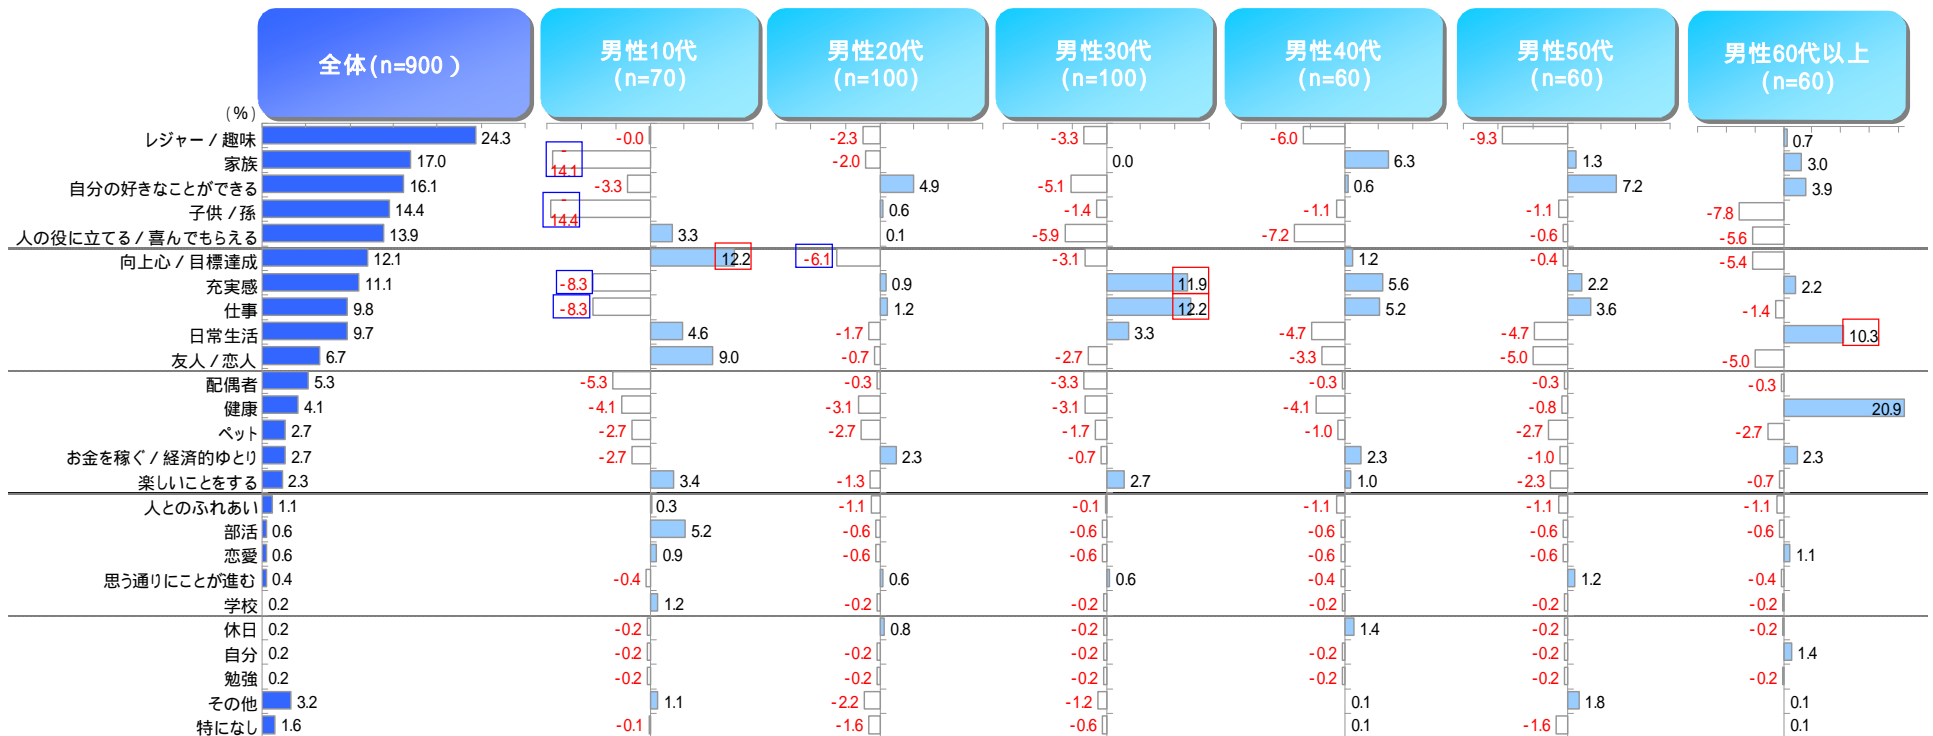 全体(n=900 )
男性10代
(n=70)
男性20代
(n=100)
男性30代
(n=100)
男性40代
(n=60)
男性50代
(n=60)
男性60代以上
(n=60)
(%)
レジャー / 趣味 24.3 -0.0 -2.3 -3.3 -6.0 -9.3 0.7
家族 17.0 -14.1 -2.0 0.0 6.3 1.3 3.0
自分の好きなことができる 16.1 -3.3 4.9 -5.1 0.6 7.2 3.9
子供 / 孫 14.4 -14.4 0.6 -1.4 -1.1 -1.1 -7.8
人の役に立てる / 喜んでもらえる 13.9 3.3 0.1 -5.9 -7.2 -0.6 -5.6
向上心 / 目標達成 12.1 12.2 -6.1 -3.1 1.2 -0.4 -5.4
充実感 11.1 -8.3 0.9 11.9 5.6 2.2 2.2
仕事 9.8 -8.3 1.2 12.2 5.2 3.6 -1.4
日常生活 9.7 4.6 -1.7 3.3 -4.7 -4.7 10.3
友人 / 恋人 6.7 9.0 -0.7 -2.7 -3.3 -5.0 -5.0
配偶者 5.3 -5.3 -0.3 -3.3 -0.3 -0.3 -0.3
健康 4.1 -4.1 -3.1 -3.1 -4.1 -0.8 20.9
ペット 2.7 -2.7 -2.7 -1.7 -1.0 -2.7 -2.7
お金を稼ぐ / 経済的ゆとり 2.7 -2.7 2.3 -0.7 2.3 -1.0 2.3
楽しいことをする 2.3 3.4 -1.3 2.7 1.0 -2.3 -0.7
人とのふれあい 1.1 0.3 -1.1 -0.1 -1.1 -1.1 -1.1
部活 0.6 5.2 -0.6 -0.6 -0.6 -0.6 -0.6
恋愛 0.6 0.9 -0.6 -0.6 -0.6 -0.6 1.1
思う通りにことが進む 0.4 -0.4 0.6 0.6 -0.4 1.2 -0.4
学校 0.2 1.2 -0.2 -0.2 -0.2 -0.2 -0.2
休日 0.2 -0.2 0.8 -0.2 1.4 -0.2 -0.2
自分 0.2 -0.2 -0.2 -0.2 -0.2 -0.2 1.4
勉強 0.2 -0.2 -0.2 -0.2 -0.2 -0.2 -0.2
その他 3.2 1.1 -2.2 -1.2 0.1 1.8 0.1
特になし 1.6 -0.1 -1.6 -0.6 0.1 -1.6 0.1